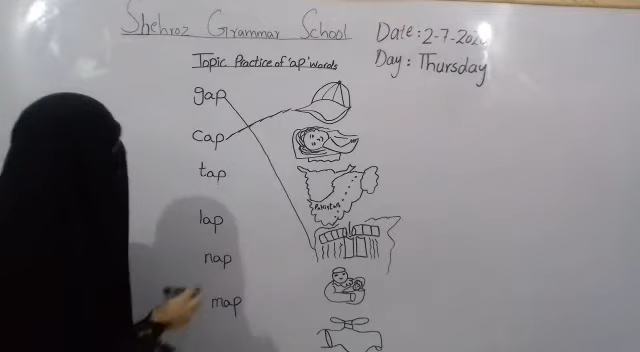 Shehroz Grammar School
Date: 2-7-2020
Day: Thursday
Topic Practice of 'ap' words
gap
cap
tap
Pakistan
lap
nap
map